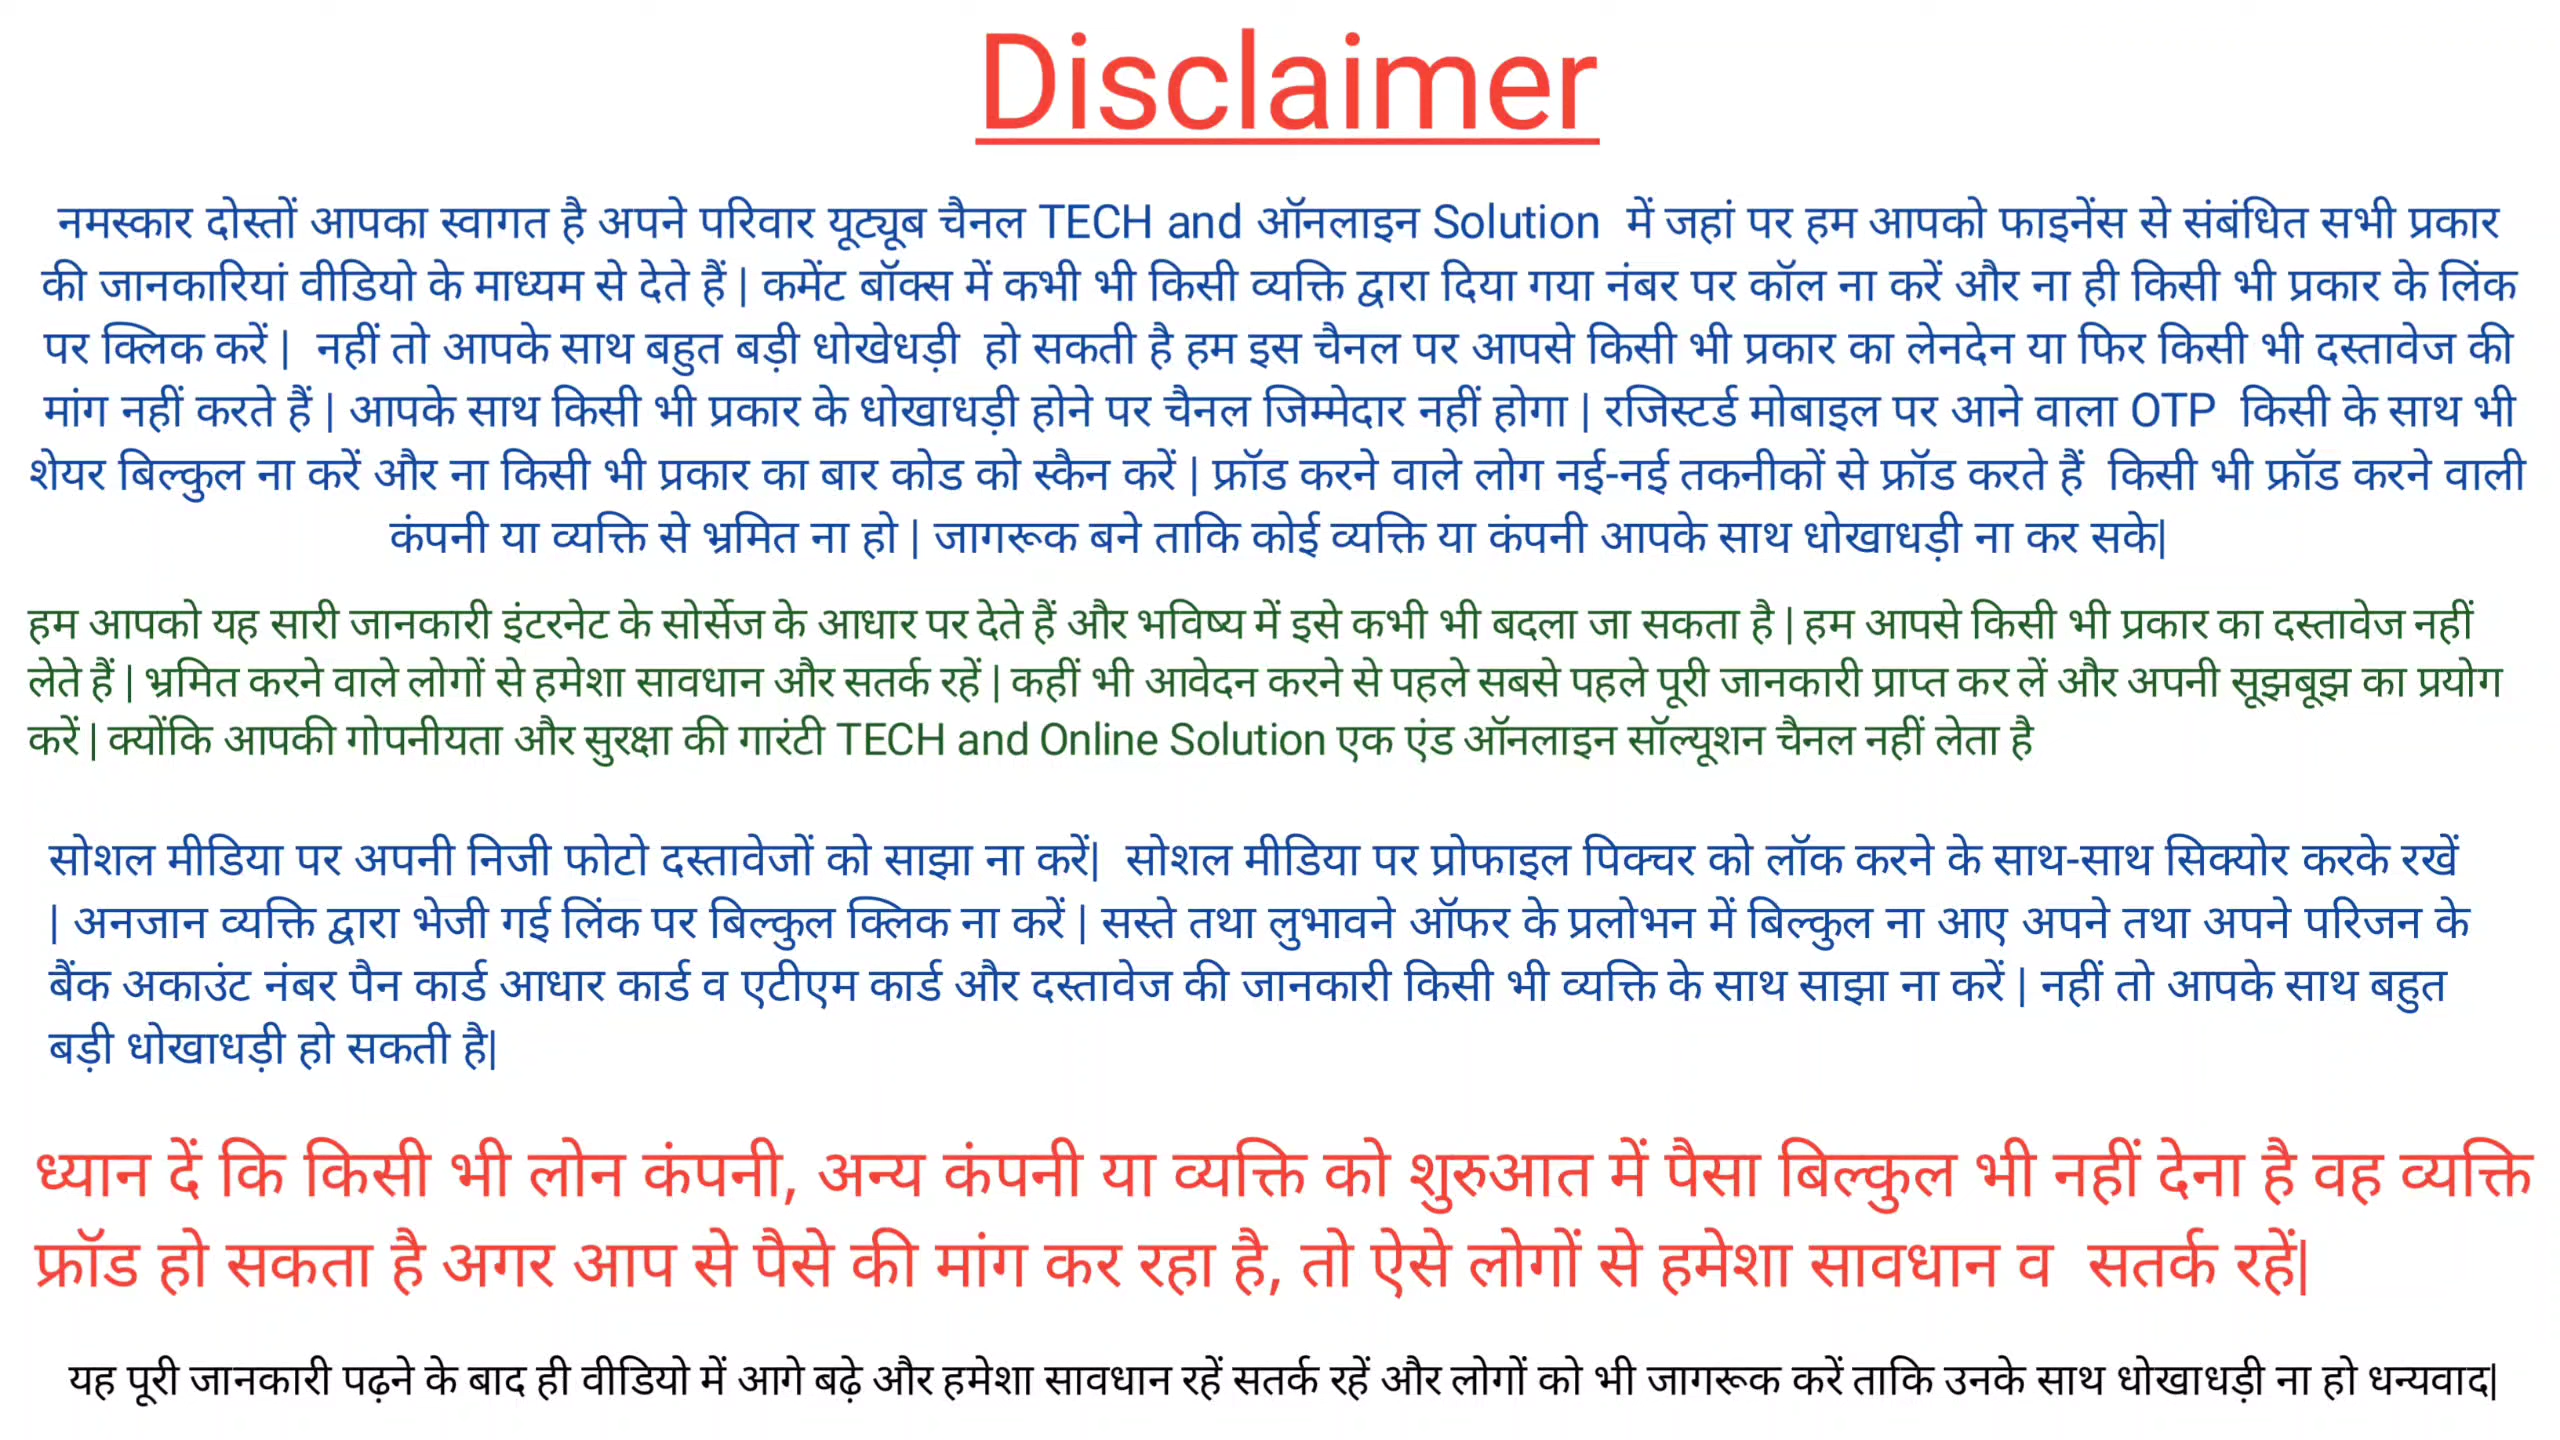 Disclaimer
नमस्कार दोस्तों आपका स्वागत है अपने परिवार यूट्यूब चैनल TECH and ऑनलाइन Solution में जहां पर हम आपको फाइनेंस से संबंधित सभी प्रकार
की जानकारियां वीडियो के माध्यम से देते हैं | कमेंट बॉक्स में कभी भी किसी व्यक्ति द्वारा दिया गया नंबर पर कॉल ना करें और ना ही किसी भी प्रकार के लिंक
पर क्लिक करें | नहीं तो आपके साथ बहुत बड़ी धोखेधड़ी हो सकती है हम इस चैनल पर आपसे किसी भी प्रकार का लेनदेन या फिर किसी भी दस्तावेज की
मांग नहीं करते हैं | आपके साथ किसी भी प्रकार के धोखाधड़ी होने पर चैनल जिम्मेदार नहीं होगा | रजिस्टर्ड मोबाइल पर आने वाला OTP किसी के साथ भी
शेयर बिल्कुल ना करें और ना किसी भी प्रकार का बार कोड को स्कैन करें | फ्रॉड करने वाले लोग नई-नई तकनीकों से फ्रॉड करते हैं किसी भी फ्रॉड करने वाली
कंपनी या व्यक्ति से भ्रमित ना हो | जागरूक बने ताकि कोई व्यक्ति या कंपनी आपके साथ धोखाधड़ी ना कर सके|
हम आपको यह सारी जानकारी इंटरनेट के सोर्सेज के आधार पर देते हैं और भविष्य में इसे कभी भी बदला जा सकता है | हम आपसे किसी भी प्रकार का दस्तावेज नहीं
लेते हैं | भ्रमित करने वाले लोगों से हमेशा सावधान और सतर्क रहें | कहीं भी आवेदन करने से पहले सबसे पहले पूरी जानकारी प्राप्त कर लें और अपनी सूझबूझ का प्रयोग
करें | क्योंकि आपकी गोपनीयता और सुरक्षा की गारंटी TECH and Online Solution एक एंड ऑनलाइन सॉल्यूशन चैनल नहीं लेता है
सोशल मीडिया पर अपनी निजी फोटो दस्तावेजों को साझा ना करें| सोशल मीडिया पर प्रोफाइल पिक्चर को लॉक करने के साथ-साथ सिक्योर करके रखें
| अनजान व्यक्ति द्वारा भेजी गई लिंक पर बिल्कुल क्लिक ना करें | सस्ते तथा लुभावने ऑफर के प्रलोभन में बिल्कुल ना आए अपने तथा अपने परिजन के
बैंक अकाउंट नंबर पैन कार्ड आधार कार्ड व एटीएम कार्ड और दस्तावेज की जानकारी किसी भी व्यक्ति के साथ साझा ना करें | नहीं तो आपके साथ बहुत
बड़ी धोखाधड़ी हो सकती है|
ध्यान दें कि किसी भी लोन कंपनी, अन्य कंपनी या व्यक्ति को शुरुआत में पैसा बिल्कुल भी नहीं देना है वह व्यक्ति
फ्रॉड हो सकता है अगर आप से पैसे की मांग कर रहा है, तो ऐसे लोगों से हमेशा सावधान व सतर्क रहें|
यह पूरी जानकारी पढ़ने के बाद ही वीडियो में आगे बढ़े और हमेशा सावधान रहें सतर्क रहें और लोगों को भी जागरूक करें ताकि उनके साथ धोखाधड़ी ना हो धन्यवाद|